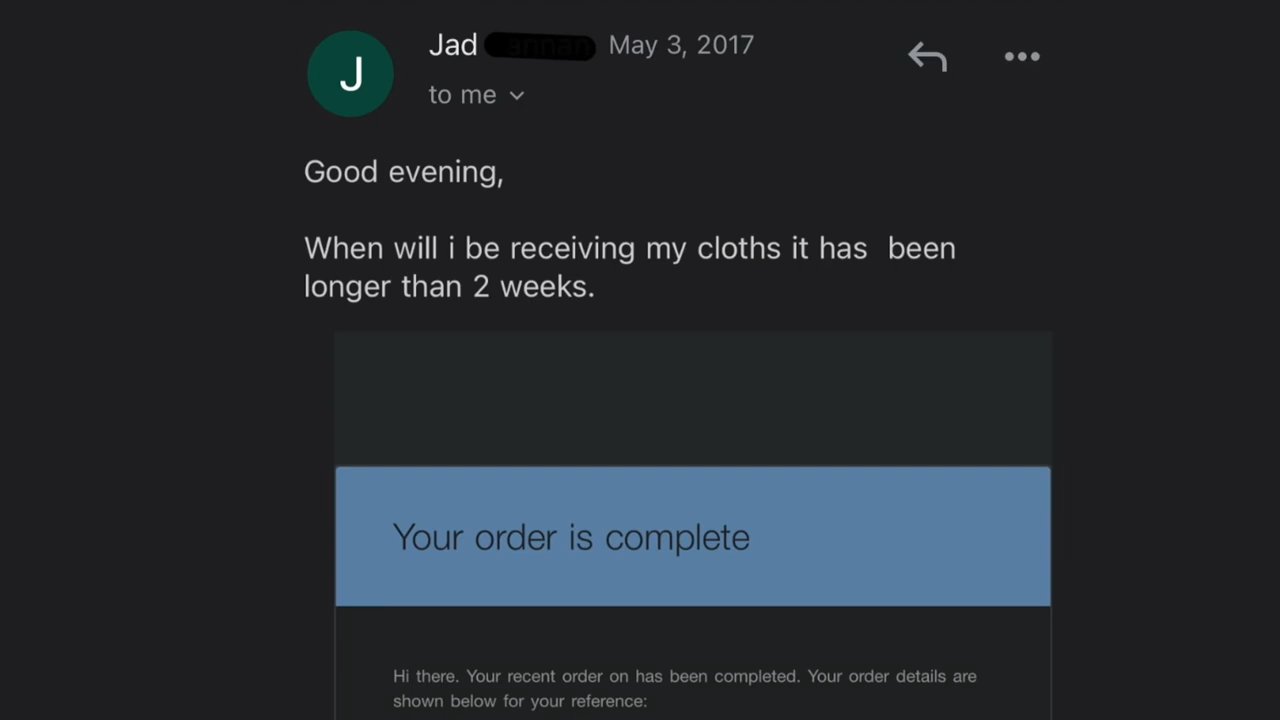 J
Jad May 3, 2017
to me
Good evening,
When will i be receiving my cloths it has  been
longer than 2 weeks.
Your order is complete
Hi there. Your recent order on has been completed. Your order details are
shown below for your reference: